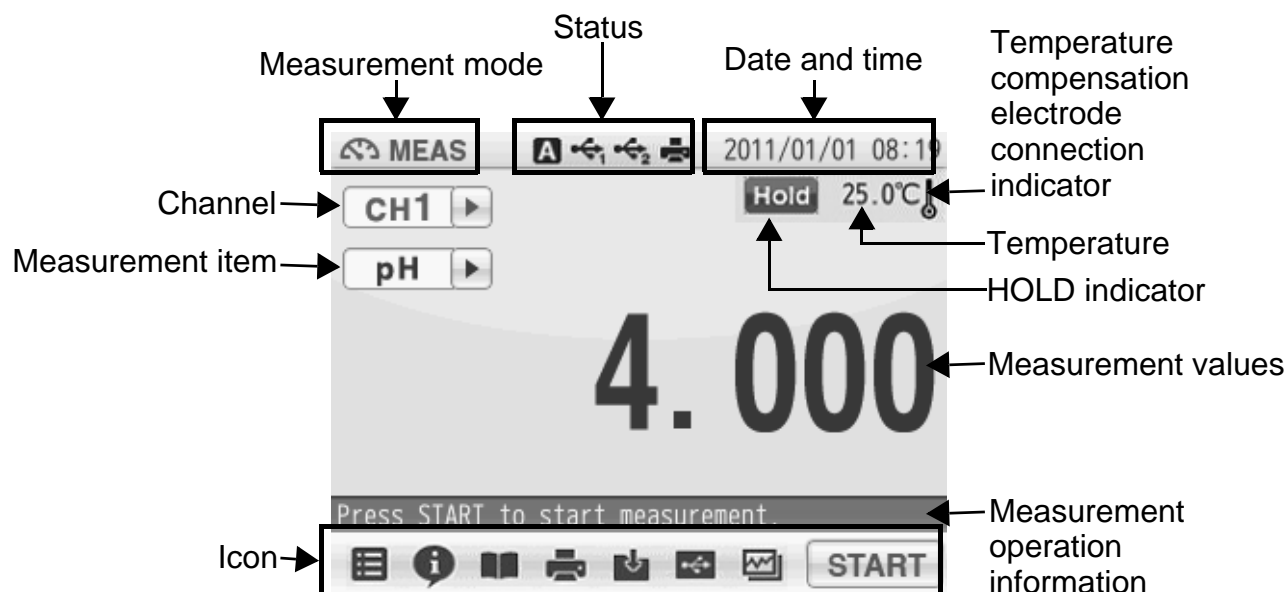 Status
Measurement mode
Date and time
Temperature
compensation
electrode
connection
indicator
MEAS
A 1 2
2011/01/01 08:19
Channel
CH1
Hold
25.0℃
Measurement item
pH
Temperature
HOLD indicator
4.000
Measurement values
Press START to start measurement.
Measurement
operation
information
Icon
i
START